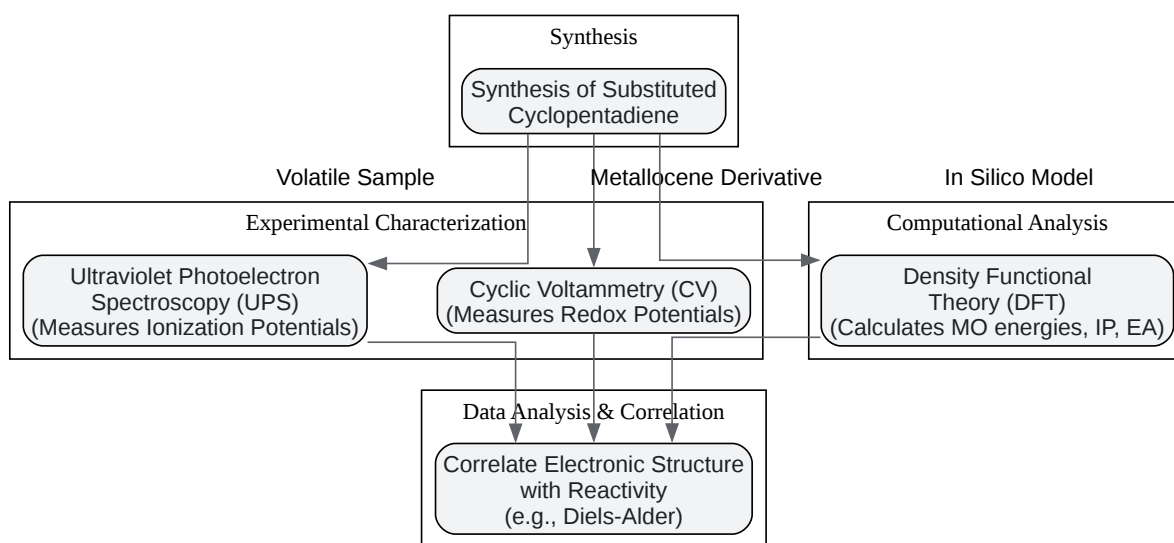 Synthesis
Synthesis of Substituted
Cyclopentadiene
Volatile Sample
Metallocene Derivative
In Silico Model
Experimental Characterization
Computational Analysis
Ultraviolet Photoelectron
Spectroscopy (UPS)
(Measures Ionization Potentials)
Cyclic Voltammetry (CV)
(Measures Redox Potentials)
Density Functional
Theory (DFT)
(Calculates MO energies, IP, EA)
Data Analysis & Correlation
Correlate Electronic Structure
with Reactivity
(e.g., Diels-Alder)